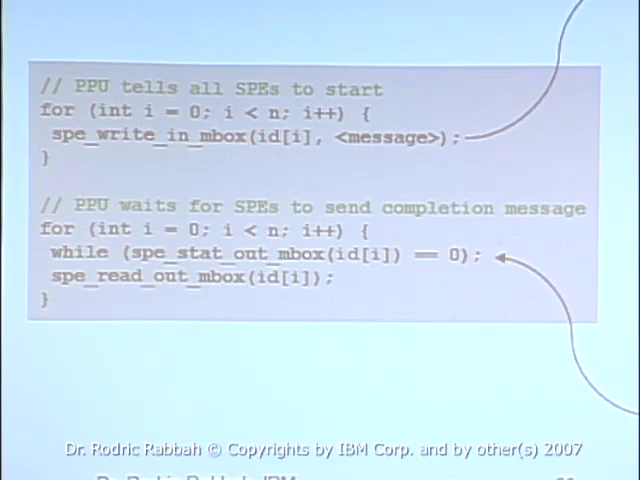 // PPU tells all SPEs to start
for (int i = 0; i < n; i++) {
spe_write_in_mbox(id[i], <message>);
}
// PPU waits for SPEs to send completion message
for (int i = 0; i < n; i++) {
while (spe_stat_out_mbox(id[i]) == 0);
spe_read_out_mbox(id[i]);
}
Dr. Rodric Rabbah © Copyrights by IBM Corp. and by other(s) 2007